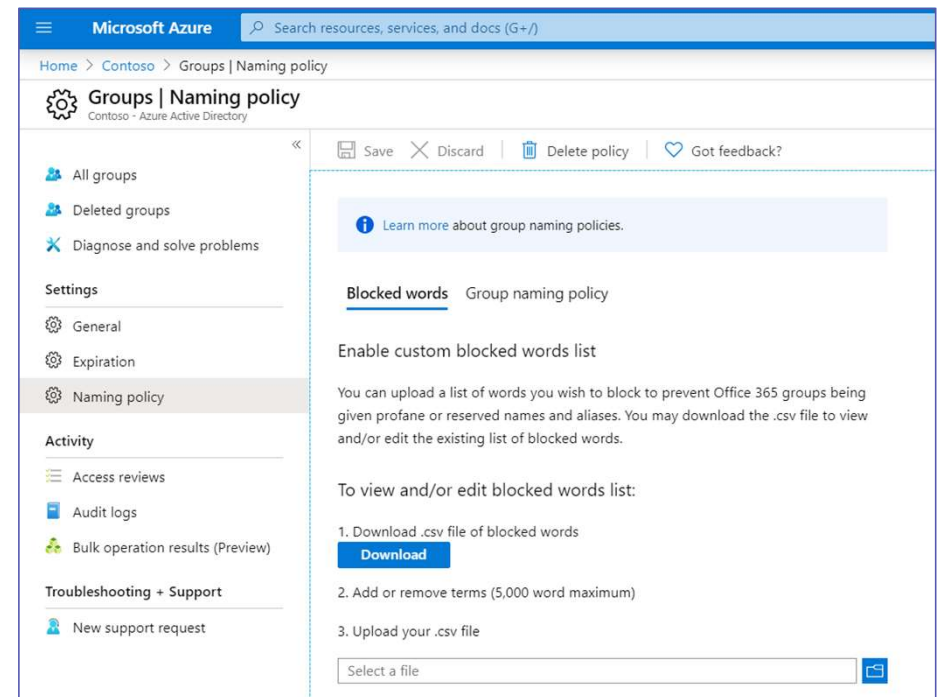 Microsoft Azure
Search resources, services, and docs (G+/)
Home > Contoso > Groups | Naming policy
Groups | Naming policy
Contoso - Azure Active Directory
«
All groups
Deleted groups
Diagnose and solve problems
Settings
General
Expiration
Naming policy
Activity
Access reviews
Audit logs
Bulk operation results (Preview)
Troubleshooting + Support
New support request
Save Discard Delete policy Got feedback?
Learn more about group naming policies.
Blocked words Group naming policy
Enable custom blocked words list
You can upload a list of words you wish to block to prevent Office 365 groups being
given profane or reserved names and aliases. You may download the .csv file to view
and/or edit the existing list of blocked words.
To view and/or edit blocked words list:
1. Download .csv file of blocked words
Download
2. Add or remove terms (5,000 word maximum)
3. Upload your .csv file
Select a file